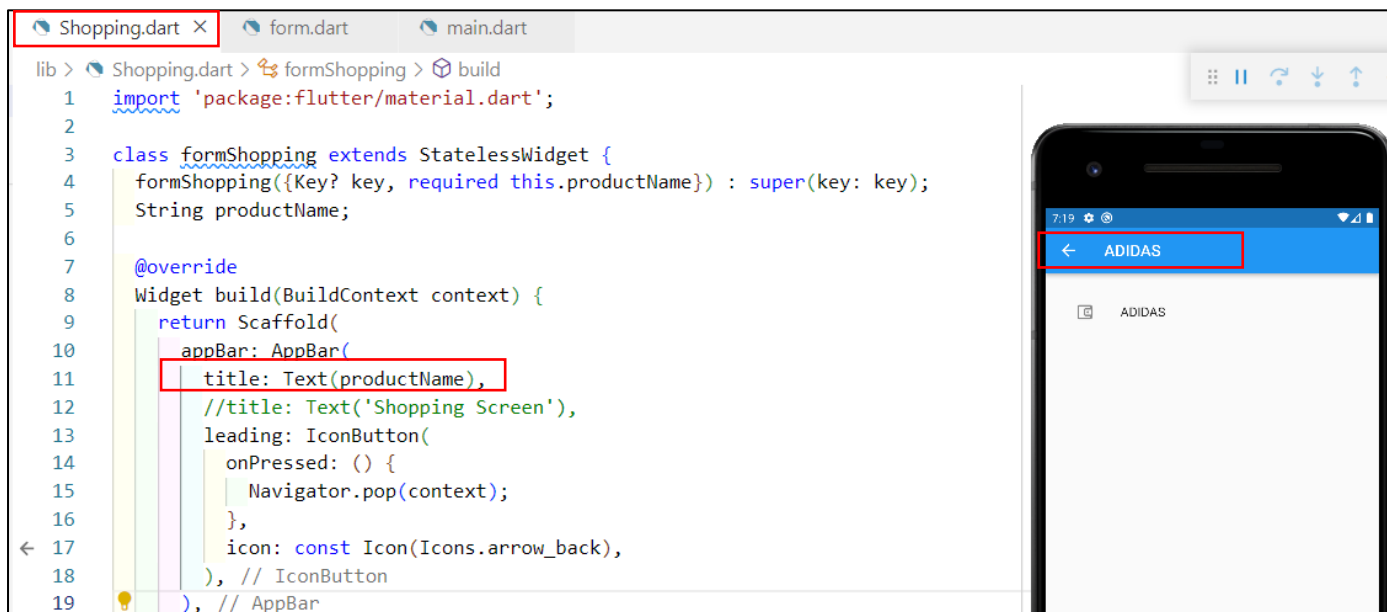 Shopping.dart × form.dart main.dart
lib > Shopping.dart > formShopping > build
1 import 'package:flutter/material.dart';
2
3 class formShopping extends StatelessWidget {
4 formShopping({Key? key, required this.productName}) : super(key: key);
5 String productName;
6
7 @override
8 Widget build(BuildContext context) {
9 return Scaffold(
10 appBar: AppBar(
11 title: Text(productName),
12 //title: Text('Shopping Screen'),
13 leading: IconButton(
14 onPressed: () {
15 Navigator.pop(context);
16 },
17 icon: const Icon(Icons.arrow_back),
18 ), // IconButton
19 ), // AppBar
7:19
ADIDAS
ADIDAS